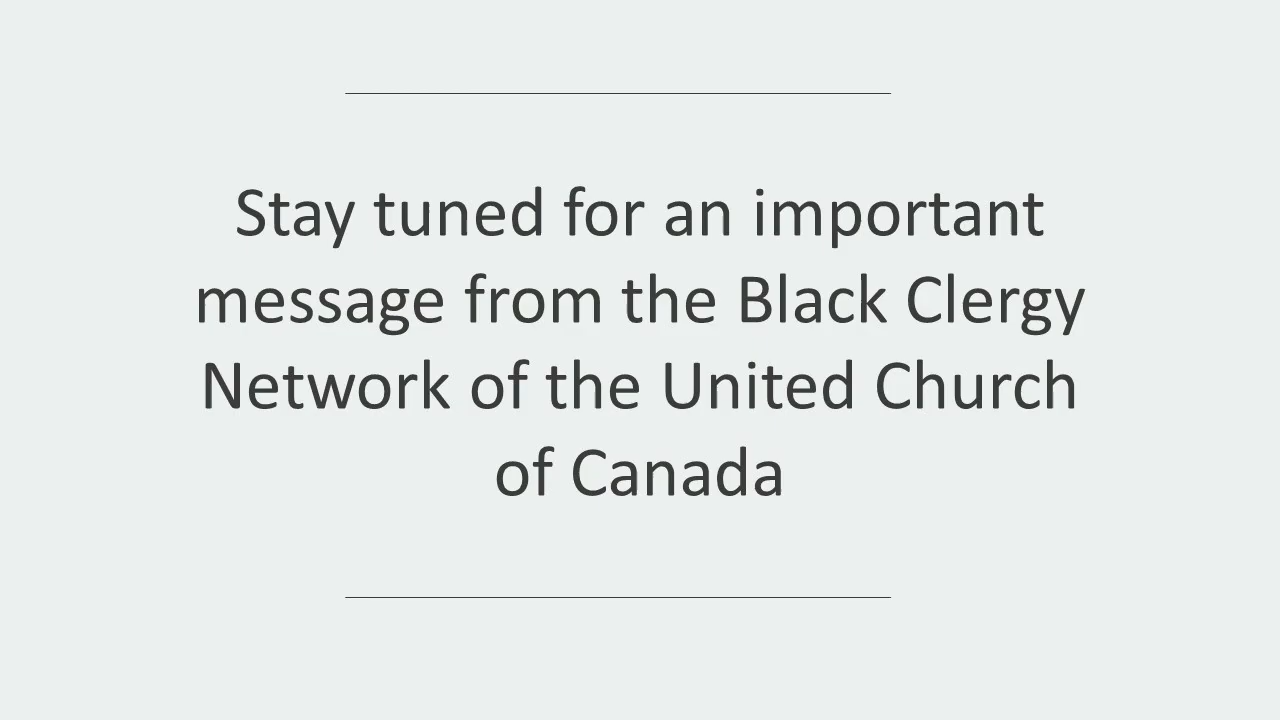 Stay tuned for an important
message from the Black Clergy
Network of the United Church
of Canada